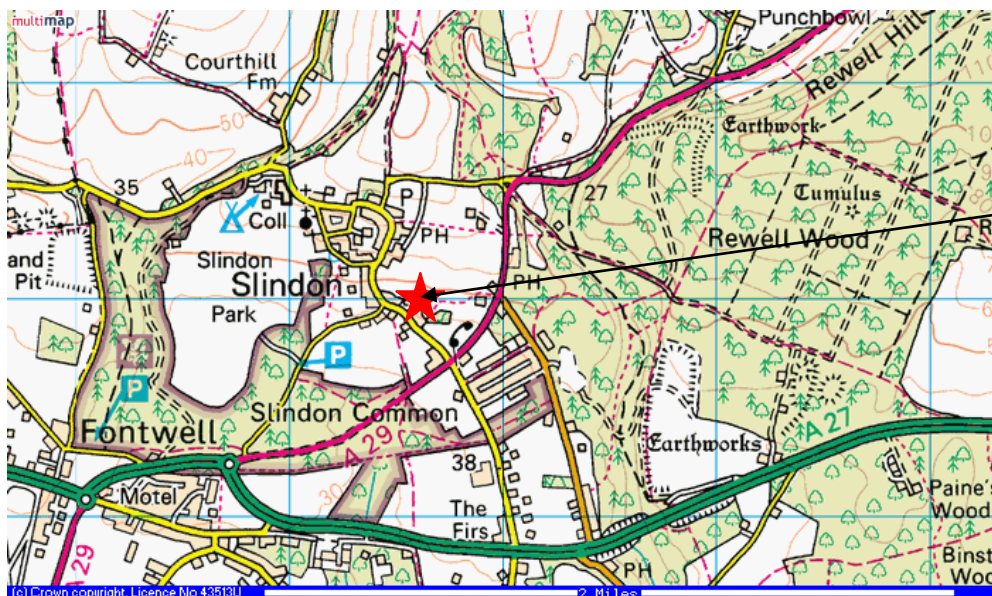 multimap
Punchbowl
Courthill
Fm
Rewell Hill
110
50
Earthwork
40
35
27
Tumulus
Coll
P
PH
Rewell Wood
R
and
Pit
Slindon
Park
Slindon
PH
P
P
Slindon Common
Fontwell
A 29
Earthworks
A 27
38
Motel
30
The
Firs
Paine's
Wood
A 29
PH
Binst
Wo
(c) Crown copyright, Licence No 43513U
2 Miles